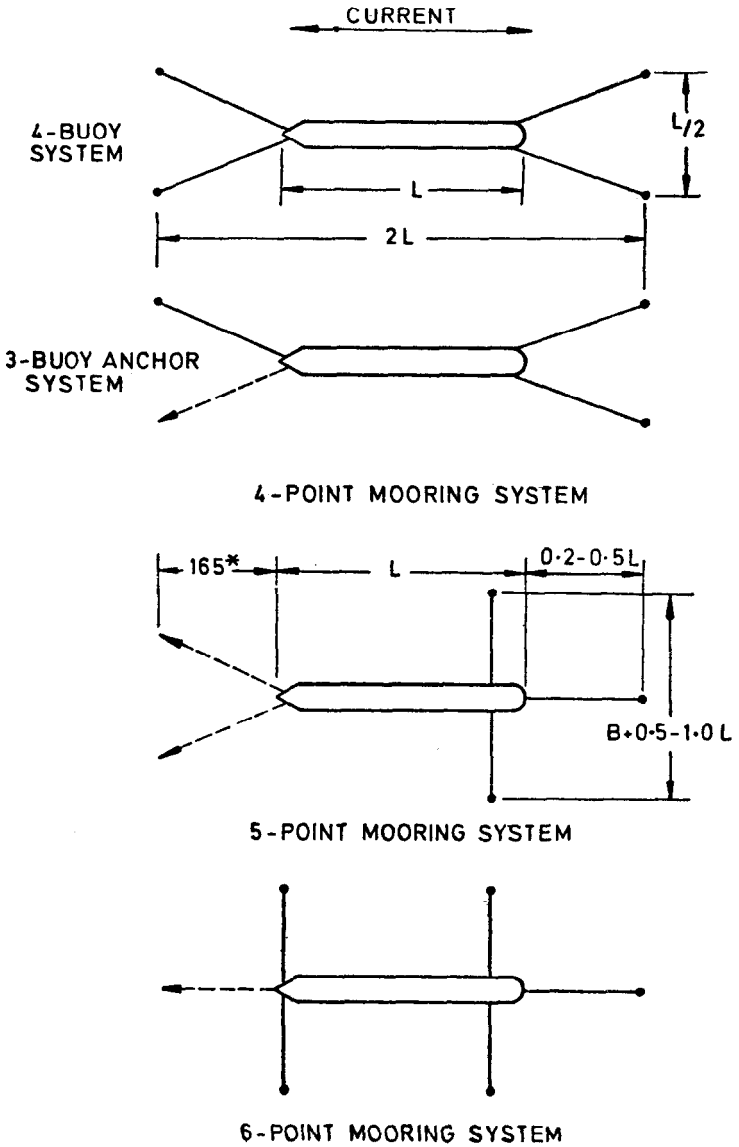 CURRENT
4-BUOY
SYSTEM
L/2
L
2L
3-BUOY ANCHOR
SYSTEM
4-POINT MOORING SYSTEM
165*
L
0·2-0·5L
B+0·5-1·0L
5-POINT MOORING SYSTEM
6-POINT MOORING SYSTEM